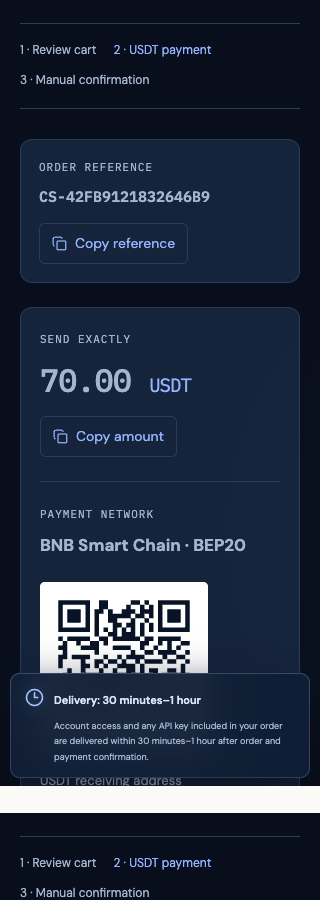 1 · Review cart 2 · USDT payment
3 · Manual confirmation
ORDER REFERENCE
CS-42FB9121832646B9
Copy reference
SEND EXACTLY
70.00 USDT
Copy amount
PAYMENT NETWORK
BNB Smart Chain · BEP20
Delivery: 30 minutes–1 hour
Account access and any API key included in your order
are delivered within 30 minutes–1 hour after order and
payment confirmation.
USDT receiving address
1 · Review cart 2 · USDT payment
3 · Manual confirmation